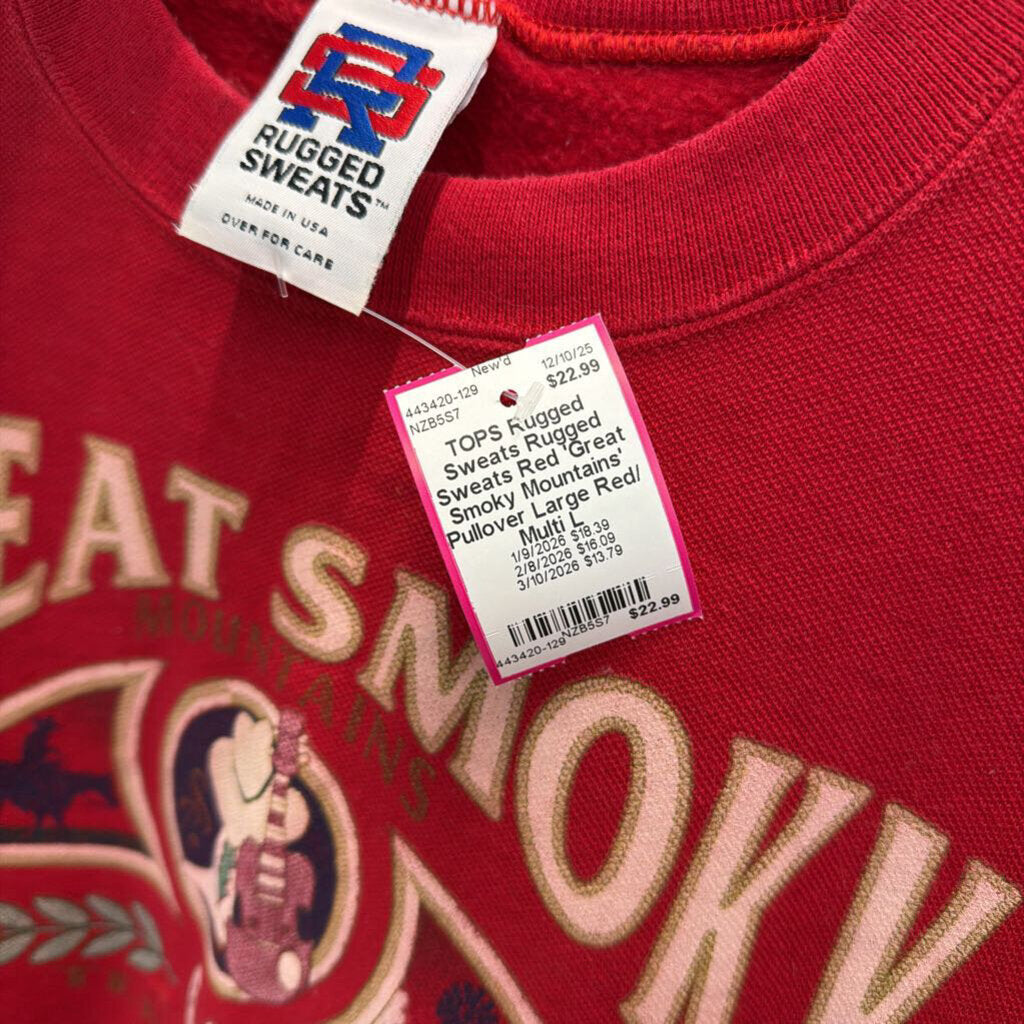 RS
RUGGED
SWEATS™
MADE IN USA
OVER FOR CARE
New'd
12/10/25
443420-129
$22.99
NZB5S7
TOPS Rugged
Sweats Rugged
Sweats Red 'Great
Smoky Mountains'
Pullover Large Red/
Multi L
1/9/2026 $18.39
2/8/2026 $16.09
3/10/2026 $13.79
443420-129
NZB5S7
$22.99
EAT SMOKY
MOUNTAINS